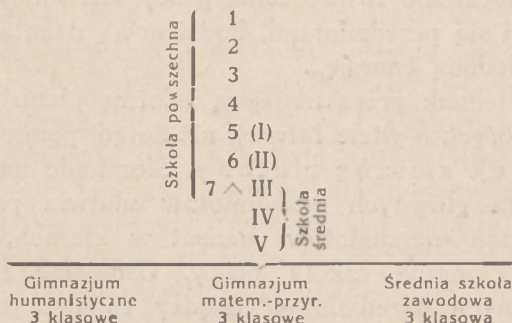 Szkoła powszechna
1
2
3
4
5 (I)
6 (II)
7 ^ III
IV
V
Szkoła
średnia
Gimnazjum
humanistyczne
3 klasowe
Gimnazjum
matem.-przyr.
3 klasowe
Średnia szkoła
zawodowa
3 klasowa